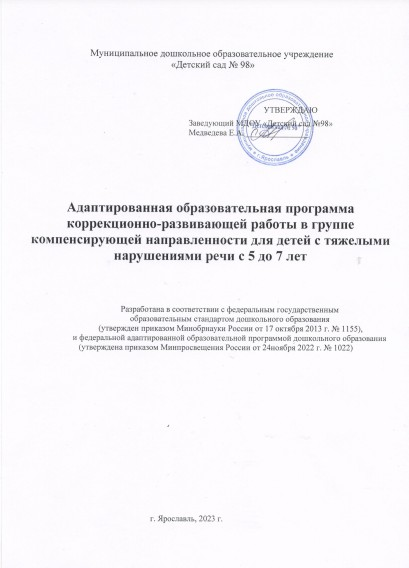 Муниципальное дошкольное образовательное учреждение
«Детский сад № 98»
УТВЕРЖДАЮ
Заведующий МДОУ «Детский сад №98»
Медведева Е.А.
Адаптированная образовательная программа
коррекционно-развивающей работы в группе
компенсирующей направленности для детей с тяжелыми
нарушениями речи с 5 до 7 лет
Разработана в соответствии с федеральным государственным
образовательным стандартом дошкольного образования
(утвержден приказом Минобрнауки России от 17 октября 2013 г. № 1155),
и федеральной адаптированной образовательной программой дошкольного образования
(утверждена приказом Минпросвещения России от 24ноября 2022 г. № 1022)
г. Ярославль, 2023 г.